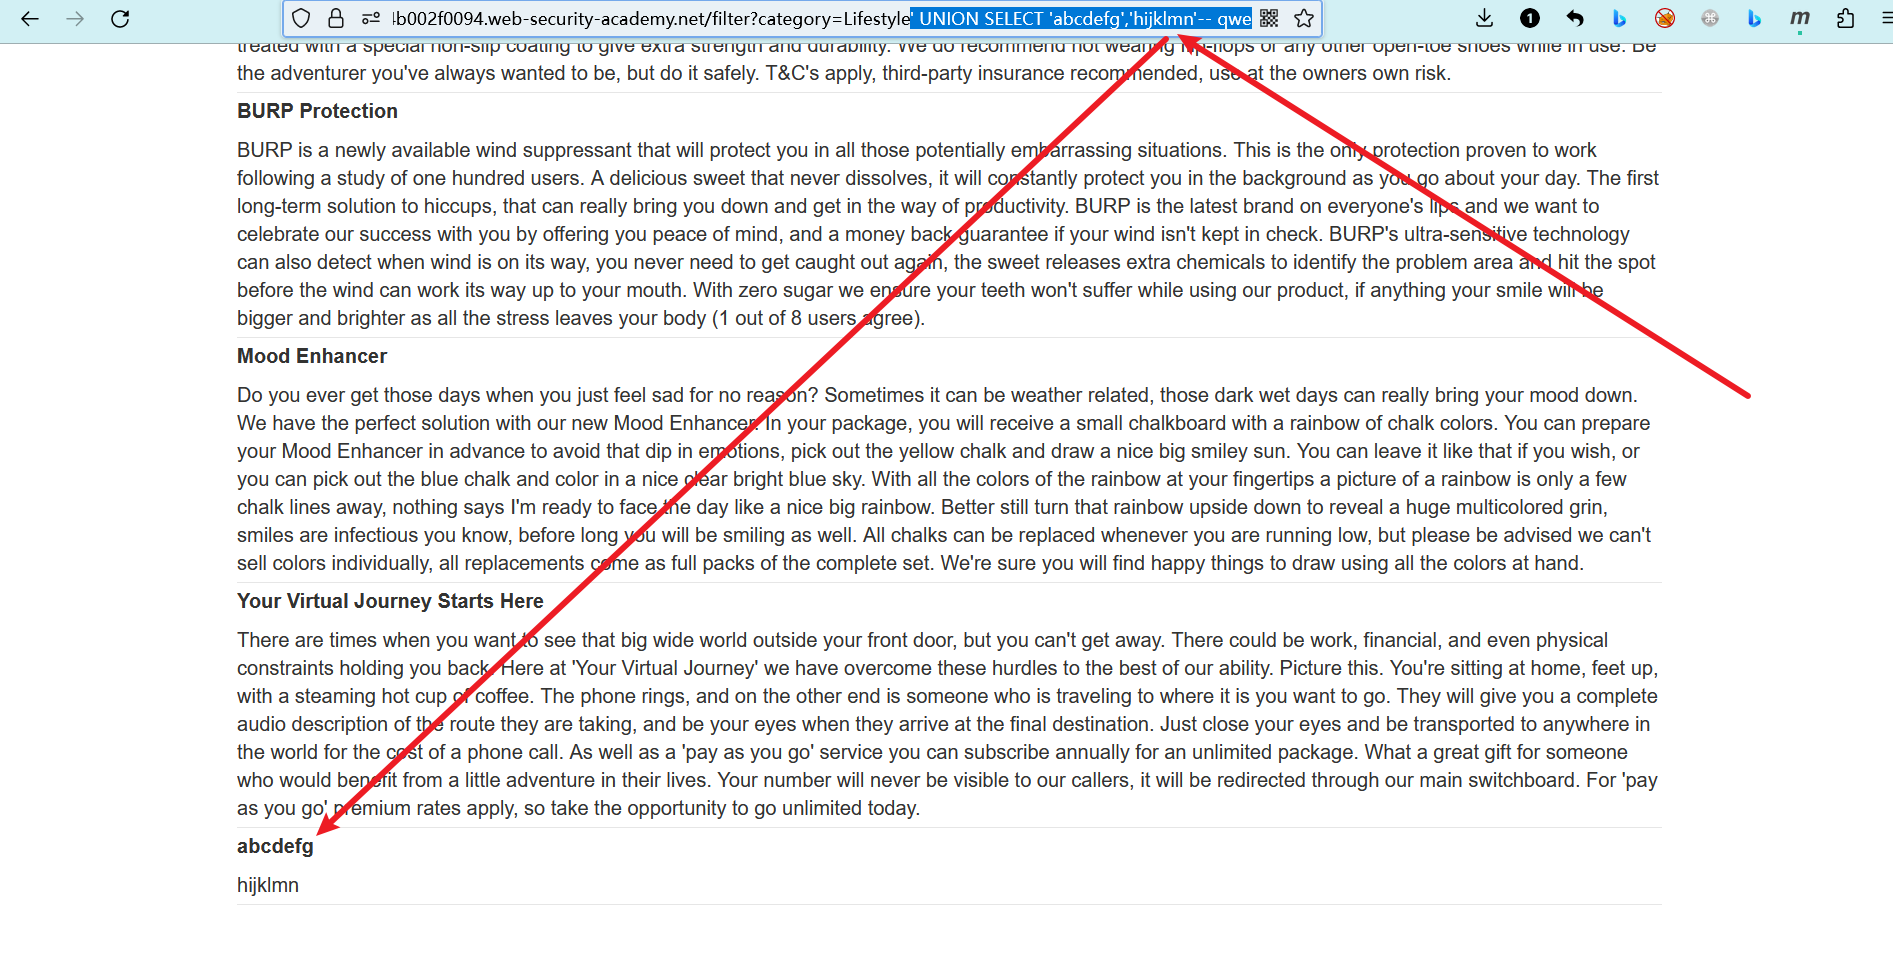 4b002f0094.web-security-academy.net/filter?category=Lifestyle' UNION SELECT 'abcdefg','hijklmn'-- qwe
1
m
treated with a special non-slip coating to give extra strength and durability. We do recommend not wearing flip-flops or any other open-toe shoes while in use. Be
the adventurer you've always wanted to be, but do it safely. T&C's apply, third-party insurance recommended, use at the owners own risk.
BURP Protection
BURP is a newly available wind suppressant that will protect you in all those potentially embarrassing situations. This is the only protection proven to work
following a study of one hundred users. A delicious sweet that never dissolves, it will constantly protect you in the background as you go about your day. The first
long-term solution to hiccups, that can really bring you down and get in the way of productivity. BURP is the latest brand on everyone's lips and we want to
celebrate our success with you by offering you peace of mind, and a money back guarantee if your wind isn't kept in check. BURP's ultra-sensitive technology
can also detect when wind is on its way, you never need to get caught out again, the sweet releases extra chemicals to identify the problem area and hit the spot
before the wind can work its way up to your mouth. With zero sugar we ensure your teeth won't suffer while using our product, if anything your smile will be
bigger and brighter as all the stress leaves your body (1 out of 8 users agree).
Mood Enhancer
Do you ever get those days when you just feel sad for no reason? Sometimes it can be weather related, those dark wet days can really bring your mood down.
We have the perfect solution with our new Mood Enhancer. In your package, you will receive a small chalkboard with a rainbow of chalk colors. You can prepare
your Mood Enhancer in advance to avoid that dip in emotions, pick out the yellow chalk and draw a nice big smiley sun. You can leave it like that if you wish, or
you can pick out the blue chalk and color in a nice clear bright blue sky. With all the colors of the rainbow at your fingertips a picture of a rainbow is only a few
chalk lines away, nothing says I'm ready to face the day like a nice big rainbow. Better still turn that rainbow upside down to reveal a huge multicolored grin,
smiles are infectious you know, before long you will be smiling as well. All chalks can be replaced whenever you are running low, but please be advised we can't
sell colors individually, all replacements come as full packs of the complete set. We're sure you will find happy things to draw using all the colors at hand.
Your Virtual Journey Starts Here
There are times when you want to see that big wide world outside your front door, but you can't get away. There could be work, financial, and even physical
constraints holding you back. Here at 'Your Virtual Journey' we have overcome these hurdles to the best of our ability. Picture this. You're sitting at home, feet up,
with a steaming hot cup of coffee. The phone rings, and on the other end is someone who is traveling to where it is you want to go. They will give you a complete
audio description of the route they are taking, and be your eyes when they arrive at the final destination. Just close your eyes and be transported to anywhere in
the world for the cost of a phone call. As well as a 'pay as you go' service you can subscribe annually for an unlimited package. What a great gift for someone
who would benefit from a little adventure in their lives. Your number will never be visible to our callers, it will be redirected through our main switchboard. For 'pay
as you go' premium rates apply, so take the opportunity to go unlimited today.
abcdefg
hijklmn